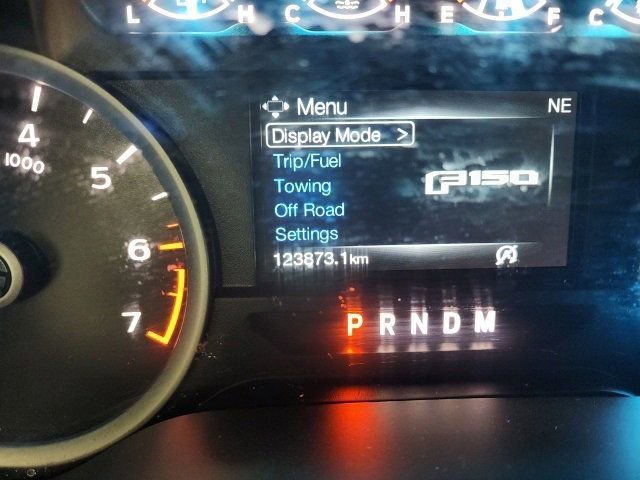 L H C H E F C
Menu NE
Display Mode >
Trip/Fuel
Towing
F150
Off Road
Settings
123873.1km
4
1000
5
6
7
P R N D M